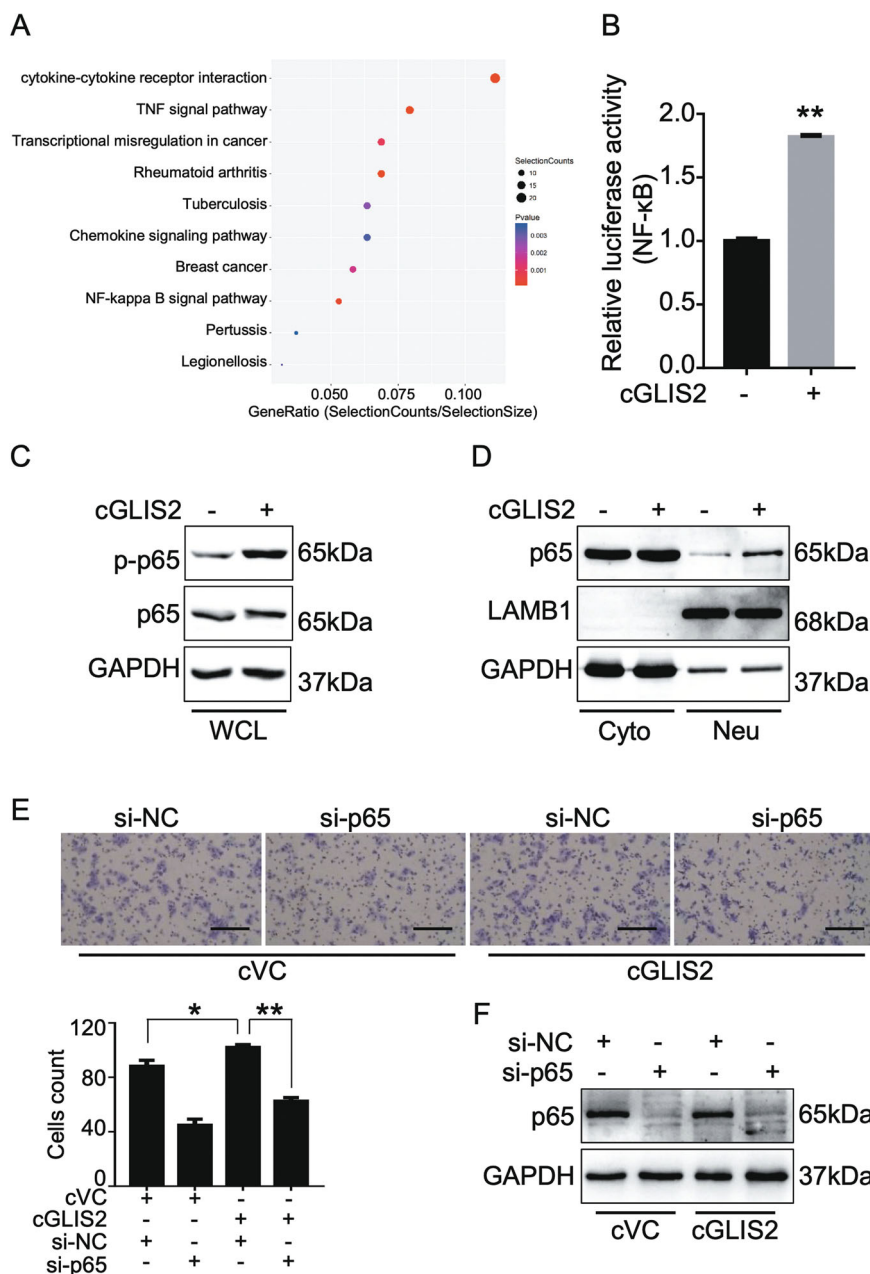 A
cytokine-cytokine receptor interaction
TNF signal pathway
Transcriptional misregulation in cancer
Rheumatoid arthritis
Tuberculosis
Chemokine signaling pathway
Breast cancer
NF-kappa B signal pathway
Pertussis
Legionellosis
0.050 0.075 0.100
GeneRatio (SelectionCounts/SelectionSize)
SelectionCounts
10
15
20
Pvalue
0.003
0.002
0.001
B
**
Relative luciferase activity
(NF-κB)
2.0
1.5
1.0
0.5
0.0
cGLIS2 - +
C
cGLIS2 - +
p-p65 65kDa
p65 65kDa
GAPDH 37kDa
WCL
D
cGLIS2 - + - +
p65 65kDa
LAMB1 68kDa
GAPDH 37kDa
Cyto Neu
E
si-NC si-p65 si-NC si-p65
cVC cGLIS2
* **
Cells count
120
80
40
0
cVC + + - -
cGLIS2 - - + +
si-NC + - + -
si-p65 - + - +
F
si-NC + - + -
si-p65 - + - +
p65 65kDa
GAPDH 37kDa
cVC cGLIS2